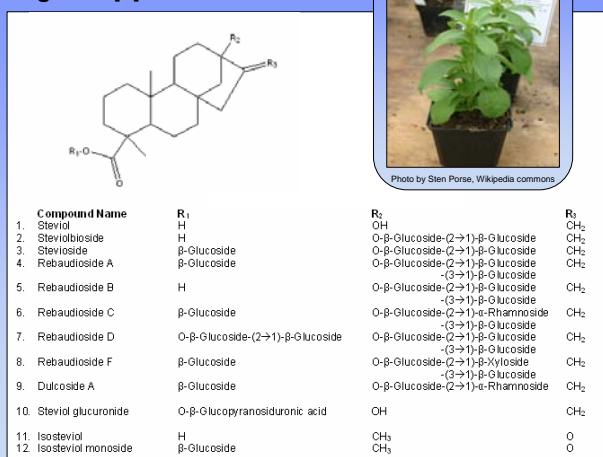 R2
R3
R1-O
O
Photo by Sten Porse, Wikipedia commons
Compound Name R1 R2 R3
1. Steviol H OH CH2
2. Steviolbioside H O-β-Glucoside-(2→1)-β-Glucoside CH2
3. Stevioside β-Glucoside O-β-Glucoside-(2→1)-β-Glucoside CH2
4. Rebaudioside A β-Glucoside O-β-Glucoside-(2→1)-β-Glucoside CH2
-(3→1)-β-Glucoside
5. Rebaudioside B H O-β-Glucoside-(2→1)-β-Glucoside CH2
-(3→1)-β-Glucoside
6. Rebaudioside C β-Glucoside O-β-Glucoside-(2→1)-α-Rhamnoside CH2
-(3→1)-β-Glucoside
7. Rebaudioside D O-β-Glucoside-(2→1)-β-Glucoside O-β-Glucoside-(2→1)-β-Glucoside CH2
-(3→1)-β-Glucoside
8. Rebaudioside F β-Glucoside O-β-Glucoside-(2→1)-β-Xyloside CH2
-(3→1)-β-Glucoside
9. Dulcoside A β-Glucoside O-β-Glucoside-(2→1)-α-Rhamnoside CH2
10. Steviol glucuronide O-β-Glucopyranosiduronic acid OH CH2
11. Isosteviol H CH3 O
12. Isosteviol monoside β-Glucoside CH3 O